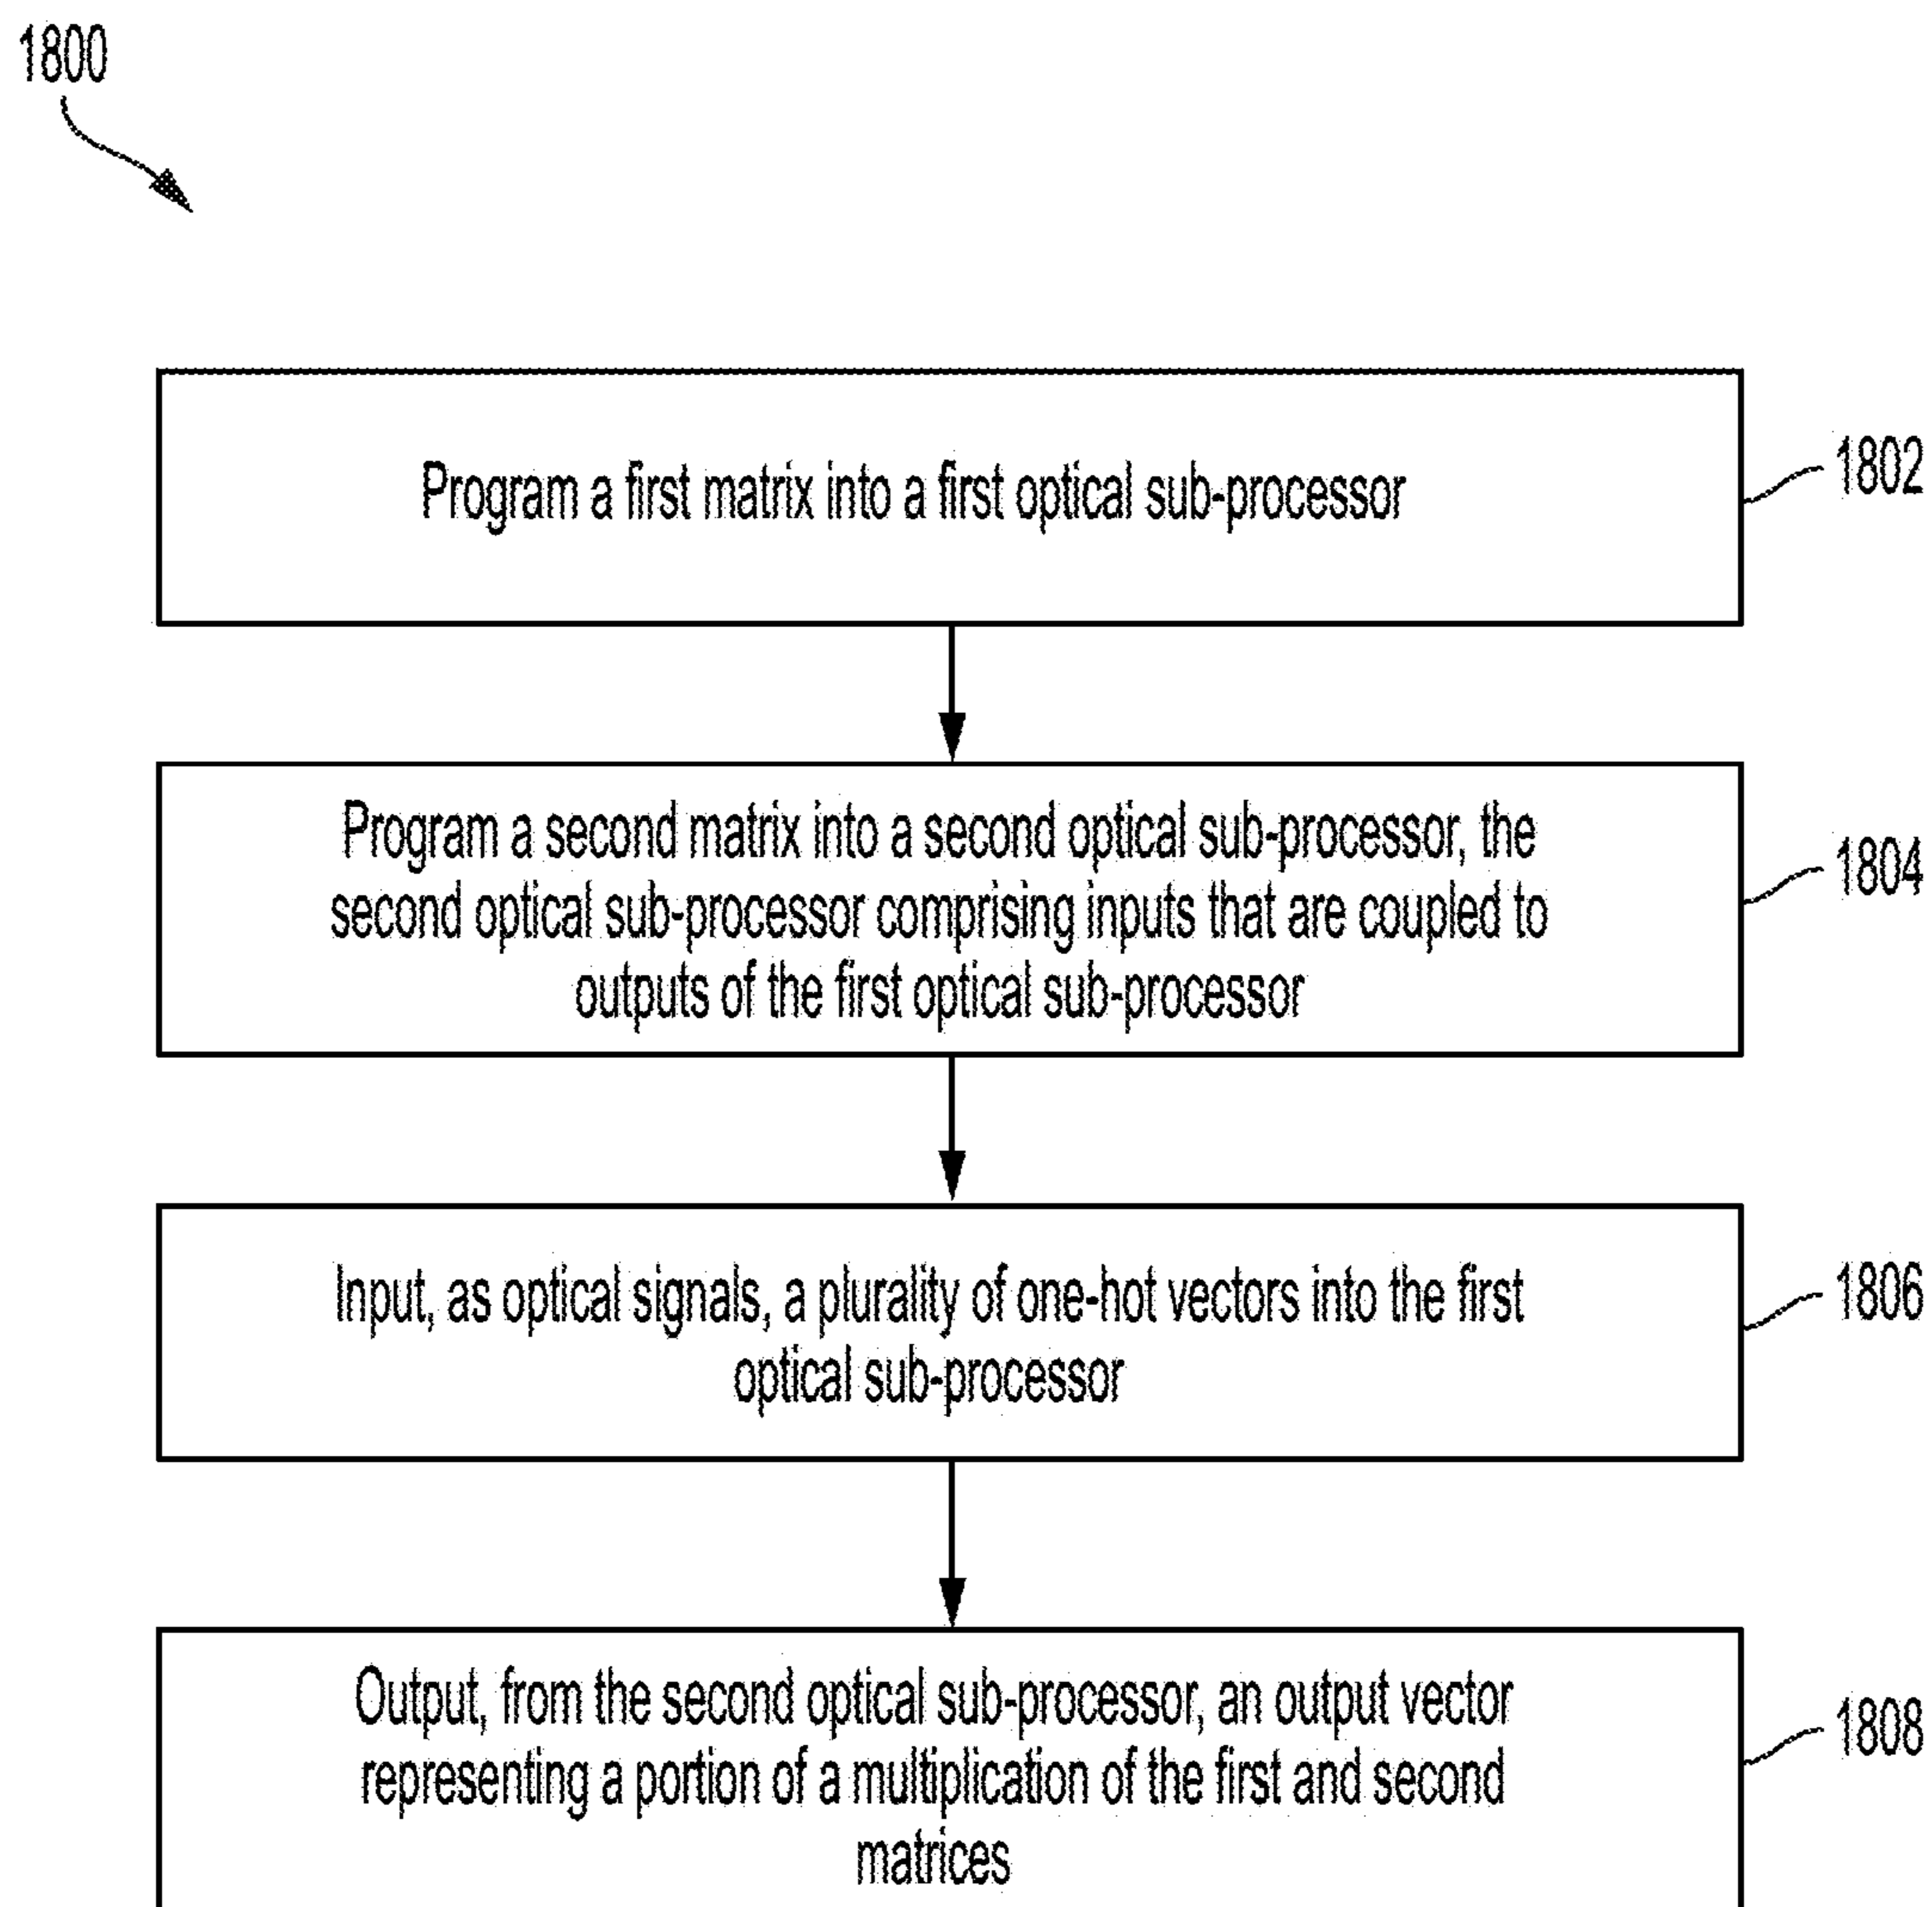 1800
Program a first matrix into a first optical sub-processor
1802
Program a second matrix into a second optical sub-processor, the
second optical sub-processor comprising inputs that are coupled to
outputs of the first optical sub-processor
1804
Input, as optical signals, a plurality of one-hot vectors into the first
optical sub-processor
1806
Output, from the second optical sub-processor, an output vector
representing a portion of a multiplication of the first and second
matrices
1808